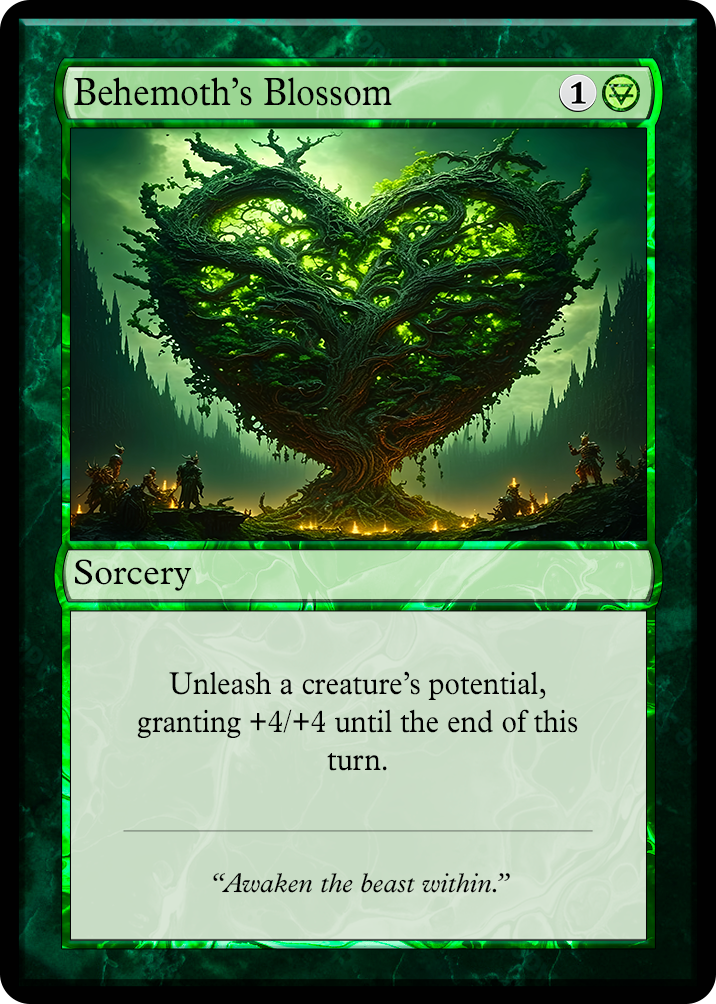 Behemoth’s Blossom 1
Sorcery
Unleash a creature’s potential,
granting +4/+4 until the end of this
turn.
“Awaken the beast within.”